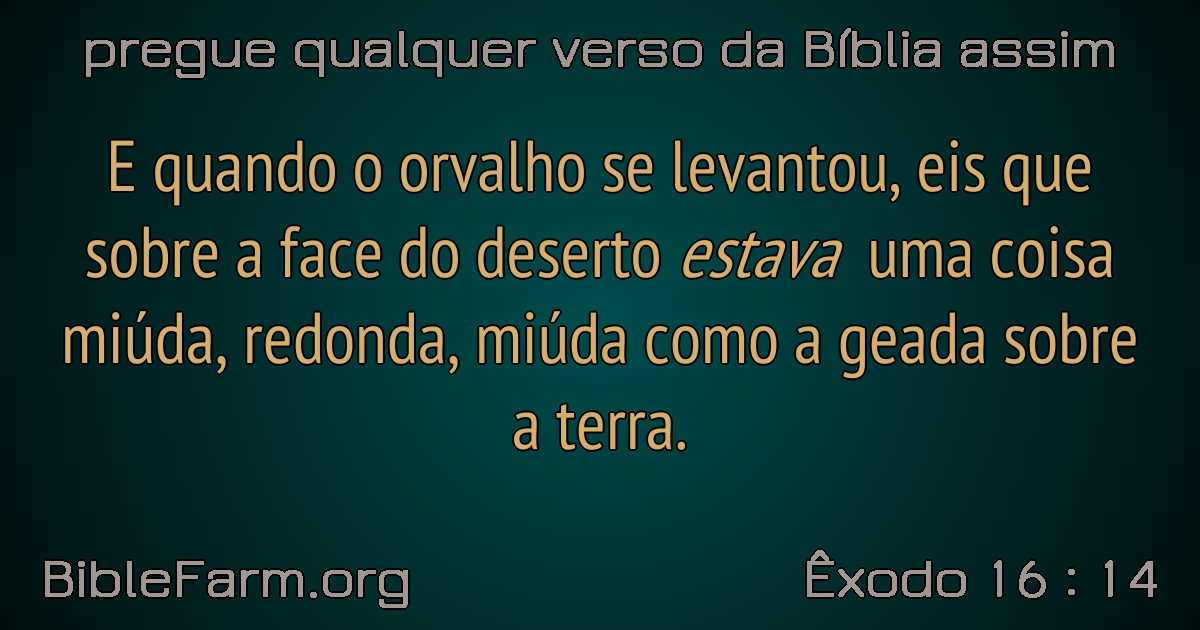 pregue qualquer verso da Bíblia assim
E quando o orvalho se levantou, eis que
sobre a face do deserto estava uma coisa
miúda, redonda, miúda como a geada sobre
a terra.
BibleFarm.org
Êxodo 16 : 14